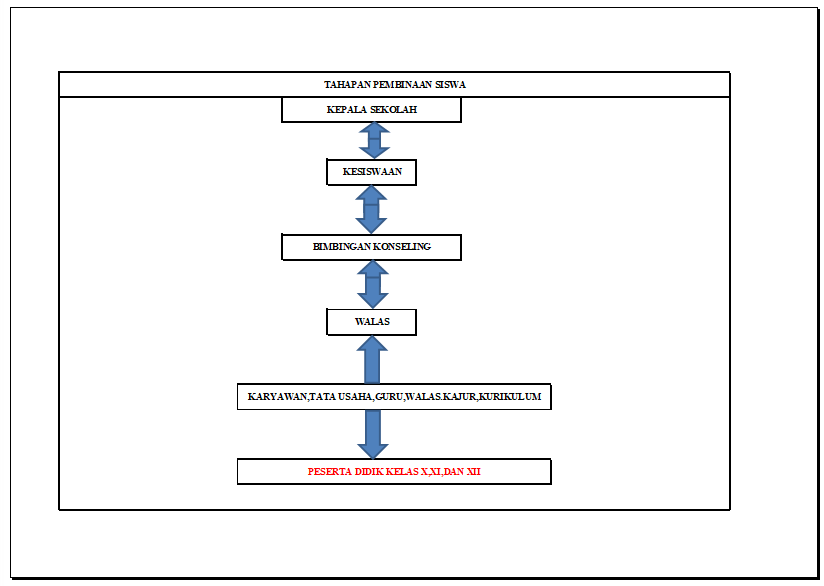 TAHAPAN PEMBINAAN SISWA
KEPALA SEKOLAH
KESISWAAN
BIMBINGAN KONSELING
WALAS
KARYAWAN,TATA USAHA,GURU,WALAS.KAJUR,KURIKULUM
PESERTA DIDIK KELAS X,XI,DAN XII